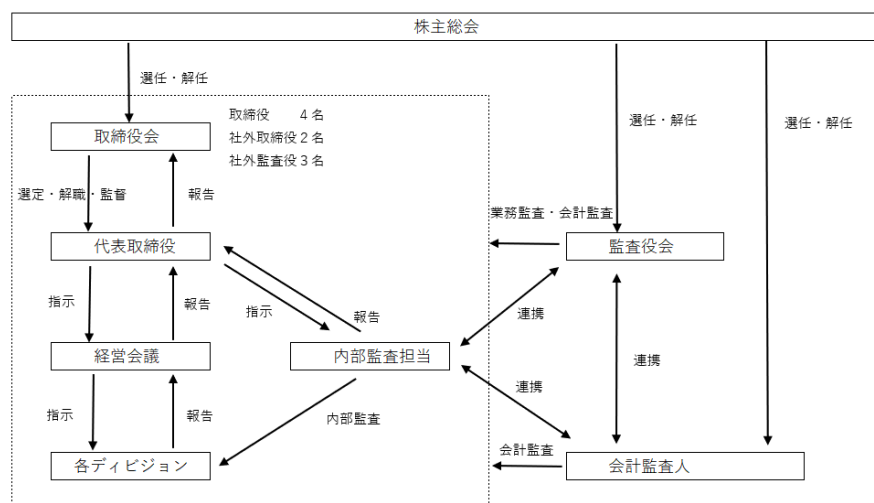 株主総会
選任・解任
取締役　　4名
社外取締役2名
社外監査役3名
取締役会
選任・解任
選任・解任
選定・解職・監督
報告
業務監査・会計監査
代表取締役
監査役会
指示
報告
指示
報告
連携
経営会議
内部監査担当
連携
連携
指示
報告
内部監査
会計監査
各ディビジョン
会計監査人